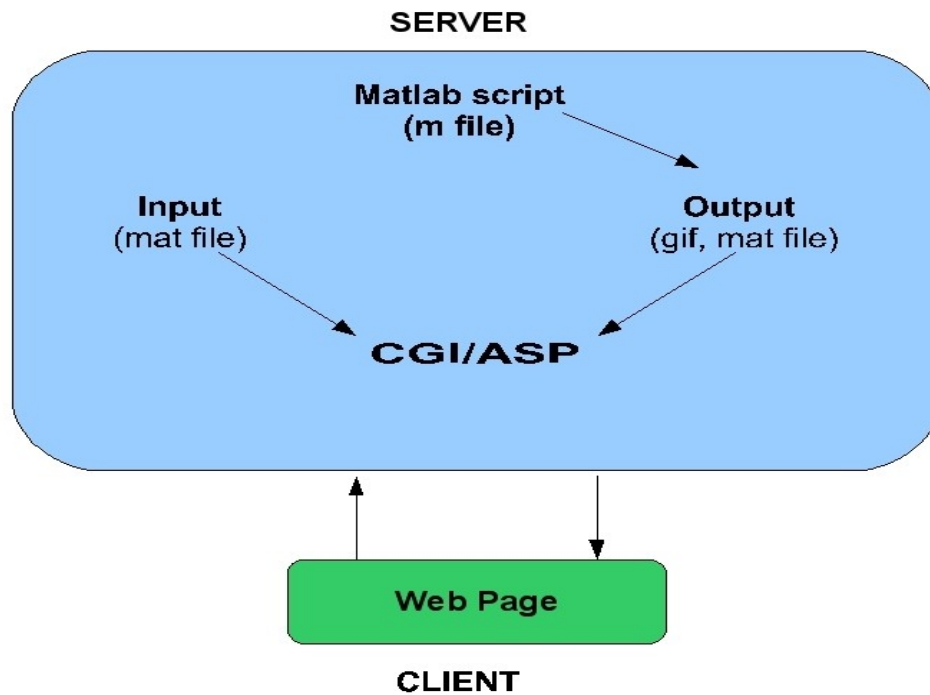 SERVER
Matlab script
(m file)
Input
(mat file)
Output
(gif, mat file)
CGI/ASP
Web Page
CLIENT